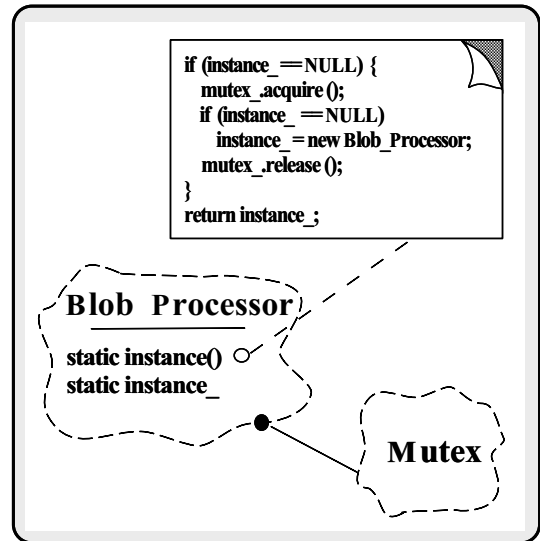 if (instance_ == NULL) {
mutex_.acquire ();
if (instance_ == NULL)
instance_ = new Blob_Processor;
mutex_.release ();
}
return instance_;
Blob Processor
static instance()
static instance_
Mutex